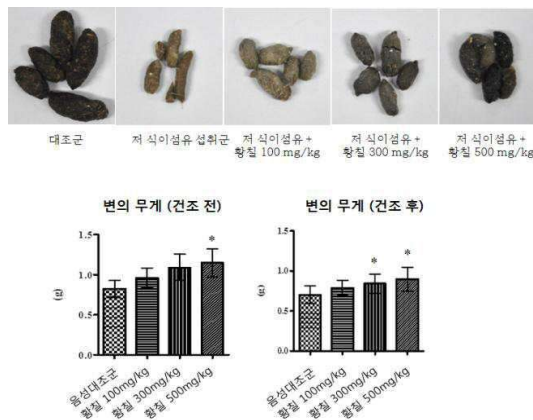 대조군
저 식이섬유 섭취군
저 식이섬유 +
황칠 100 mg/kg
저 식이섬유 +
황칠 300 mg/kg
저 식이섬유 +
황칠 500 mg/kg
변의 무게 (건조 전)
*
1.5
1.0
0.5
0.0
(g)
음성대조군
황칠 100mg/kg
황칠 300mg/kg
황칠 500mg/kg
변의 무게 (건조 후)
* *
1.5
1.0
0.5
0.0
(g)
음성대조군
황칠 100mg/kg
황칠 300mg/kg
황칠 500mg/kg